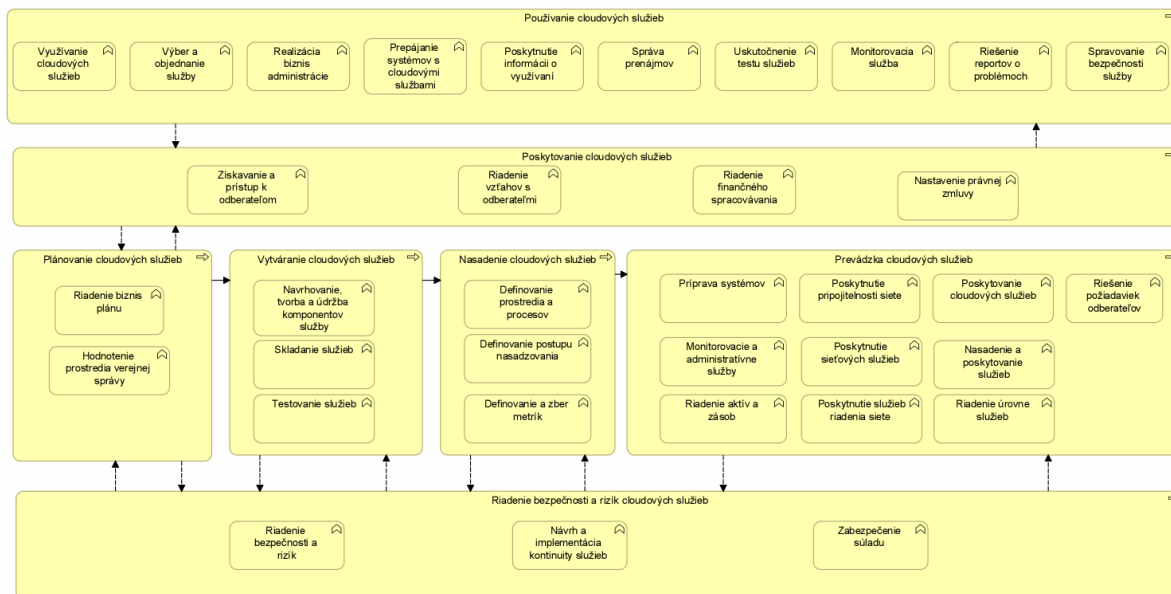 Používanie cloudových služieb
Využívanie
cloudových
služieb
Výber a
objednanie
služby
Realizácia
biznis
administrácie
Prepájanie
systémov s
cloudovými
službami
Poskytnutie
informácii o
využívaní
Správa
prenájmov
Uskutočnenie
testu služieb
Monitorovacia
služba
Riešenie
reportov o
problémoch
Spravovanie
bezpečnosti
služby
Poskytovanie cloudových služieb
Získavanie a
prístup k
odberateľom
Riadenie
vzťahov s
odberateľmi
Riadenie
finančného
spracovávania
Nastavenie právnej
zmluvy
Plánovanie cloudových služieb
Riadenie biznis
plánu
Hodnotenie
prostredia verejnej
správy
Vytváranie cloudových služieb
Navrhovanie,
tvorba a údržba
komponentov
služby
Skladanie služieb
Testovanie služieb
Nasadenie cloudových služieb
Definovanie
prostredia a
procesov
Definovanie postupu
nasadzovania
Definovanie a zber
metrík
Prevádzka cloudových služieb
Príprava systémov
Poskytnutie
pripojiteľnosti siete
Poskytovanie
cloudových služieb
Riešenie
požiadaviek
odberateľov
Monitorovacie a
administratívne
služby
Poskytnutie
sieťových služieb
Nasadenie a
poskytovanie
služieb
Riadenie aktív a
zásob
Poskytnutie služieb
riadenia siete
Riadenie úrovne
služieb
Riadenie bezpečnosti a rizík cloudových služieb
Riadenie
bezpečnosti a
rizík
Návrh a
implementácia
kontinuity služieb
Zabezpečenie
súladu